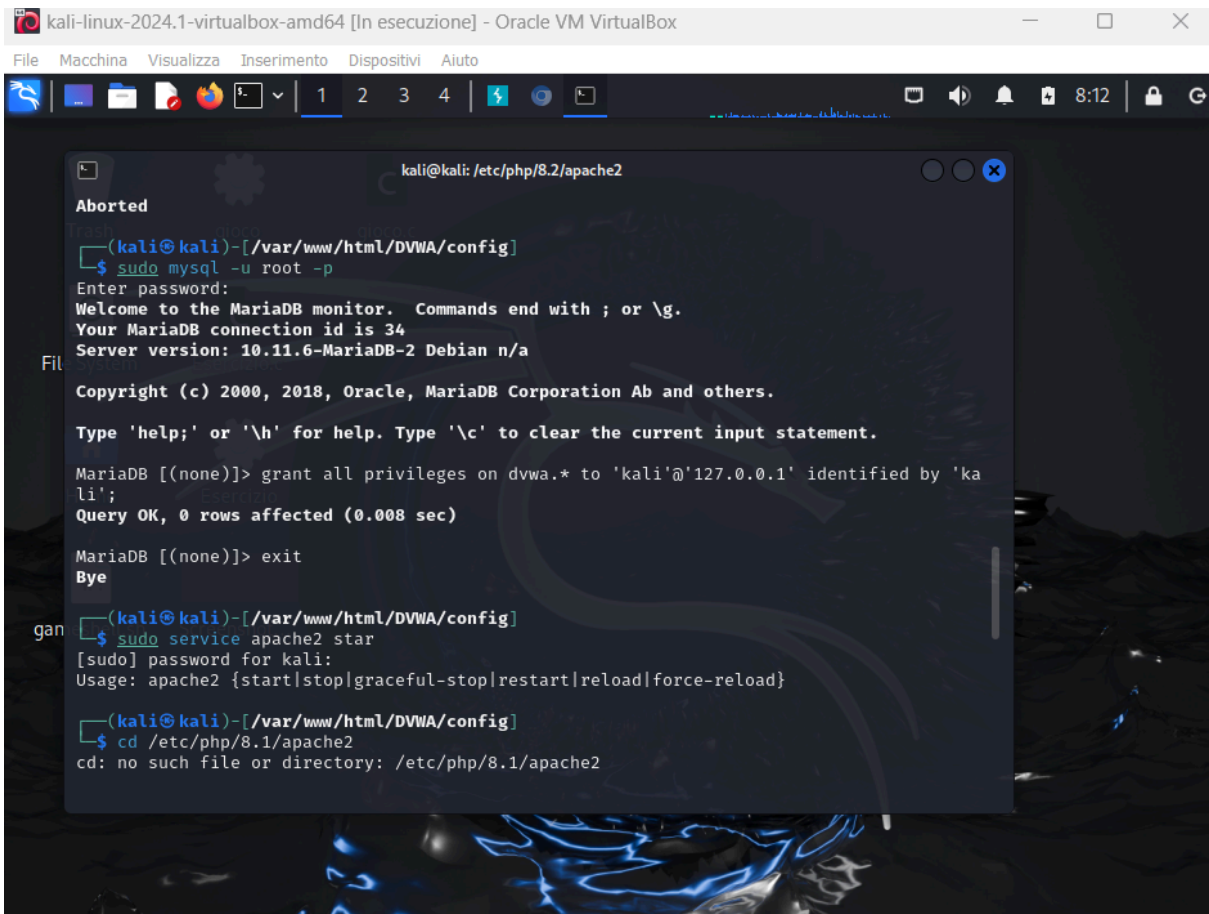 kali-linux-2024.1-virtualbox-amd64 [In esecuzione] - Oracle VM VirtualBox
File Macchina Visualizza Inserimento Dispositivi Aiuto
1 2 3 4 8:12
kali@kali: /etc/php/8.2/apache2
Aborted
Trash gioco gioco.c
┌──(kali㉿kali)-[/var/www/html/DVWA/config]
└─$ sudo mysql -u root -p
Enter password:
Welcome to the MariaDB monitor.  Commands end with ; or \g.
Your MariaDB connection id is 34
Server version: 10.11.6-MariaDB-2 Debian n/a
File System
Copyright (c) 2000, 2018, Oracle, MariaDB Corporation Ab and others.
Type 'help;' or '\h' for help. Type '\c' to clear the current input statement.
MariaDB [(none)]> grant all privileges on dvwa.* to 'kali'@'127.0.0.1' identified by 'ka
li';
Esercizio
Query OK, 0 rows affected (0.008 sec)
MariaDB [(none)]> exit
Bye
┌──(kali㉿kali)-[/var/www/html/DVWA/config]
gan
└─$ sudo service apache2 star
[sudo] password for kali:
Usage: apache2 {start|stop|graceful-stop|restart|reload|force-reload}
┌──(kali㉿kali)-[/var/www/html/DVWA/config]
└─$ cd /etc/php/8.1/apache2
cd: no such file or directory: /etc/php/8.1/apache2